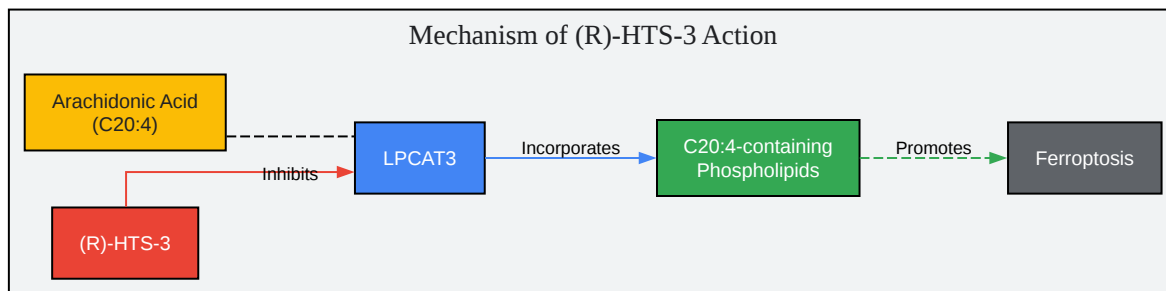 Mechanism of (R)-HTS-3 Action
Arachidonic Acid
(C20:4)
Inhibits
(R)-HTS-3
LPCAT3
Incorporates
C20:4-containing
Phospholipids
Promotes
Ferroptosis